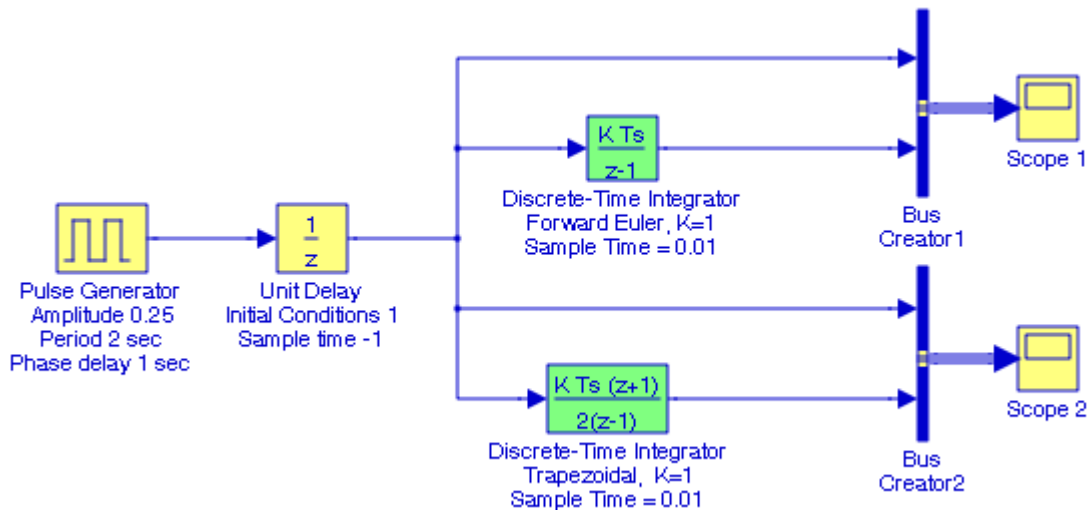 K Ts
z-1
Discrete-Time Integrator
Forward Euler, K=1
Sample Time = 0.01
Scope 1
Bus
Creator1
Pulse Generator
Amplitude 0.25
Period 2 sec
Phase delay 1 sec
1
z
Unit Delay
Initial Conditions 1
Sample time -1
K Ts (z+1)
2(z-1)
Discrete-Time Integrator
Trapezoidal, K=1
Sample Time = 0.01
Scope 2
Bus
Creator2